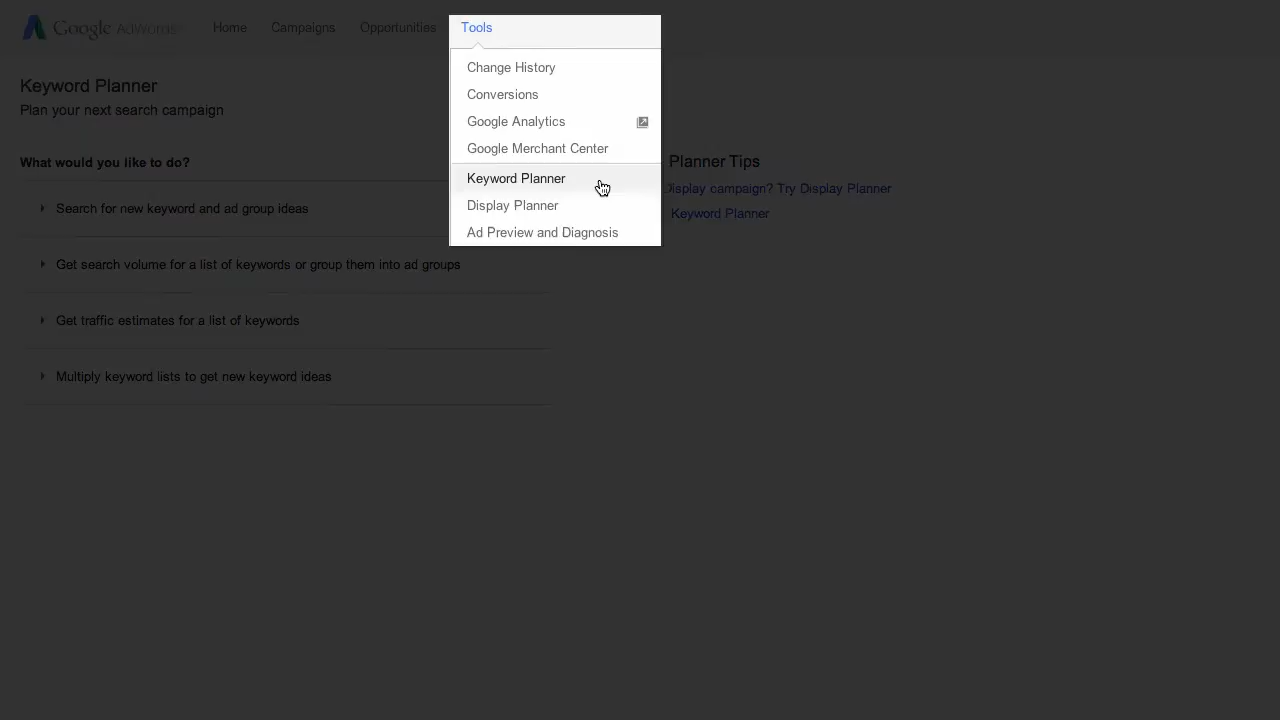 Google AdWords
Home
Campaigns
Opportunities
Tools
Change History
Conversions
Google Analytics
Google Merchant Center
Keyword Planner
Display Planner
Ad Preview and Diagnosis
Keyword Planner
Plan your next search campaign
What would you like to do?
Search for new keyword and ad group ideas
Get search volume for a list of keywords or group them into ad groups
Get traffic estimates for a list of keywords
Multiply keyword lists to get new keyword ideas
Planner Tips
Display campaign? Try Display Planner
Keyword Planner